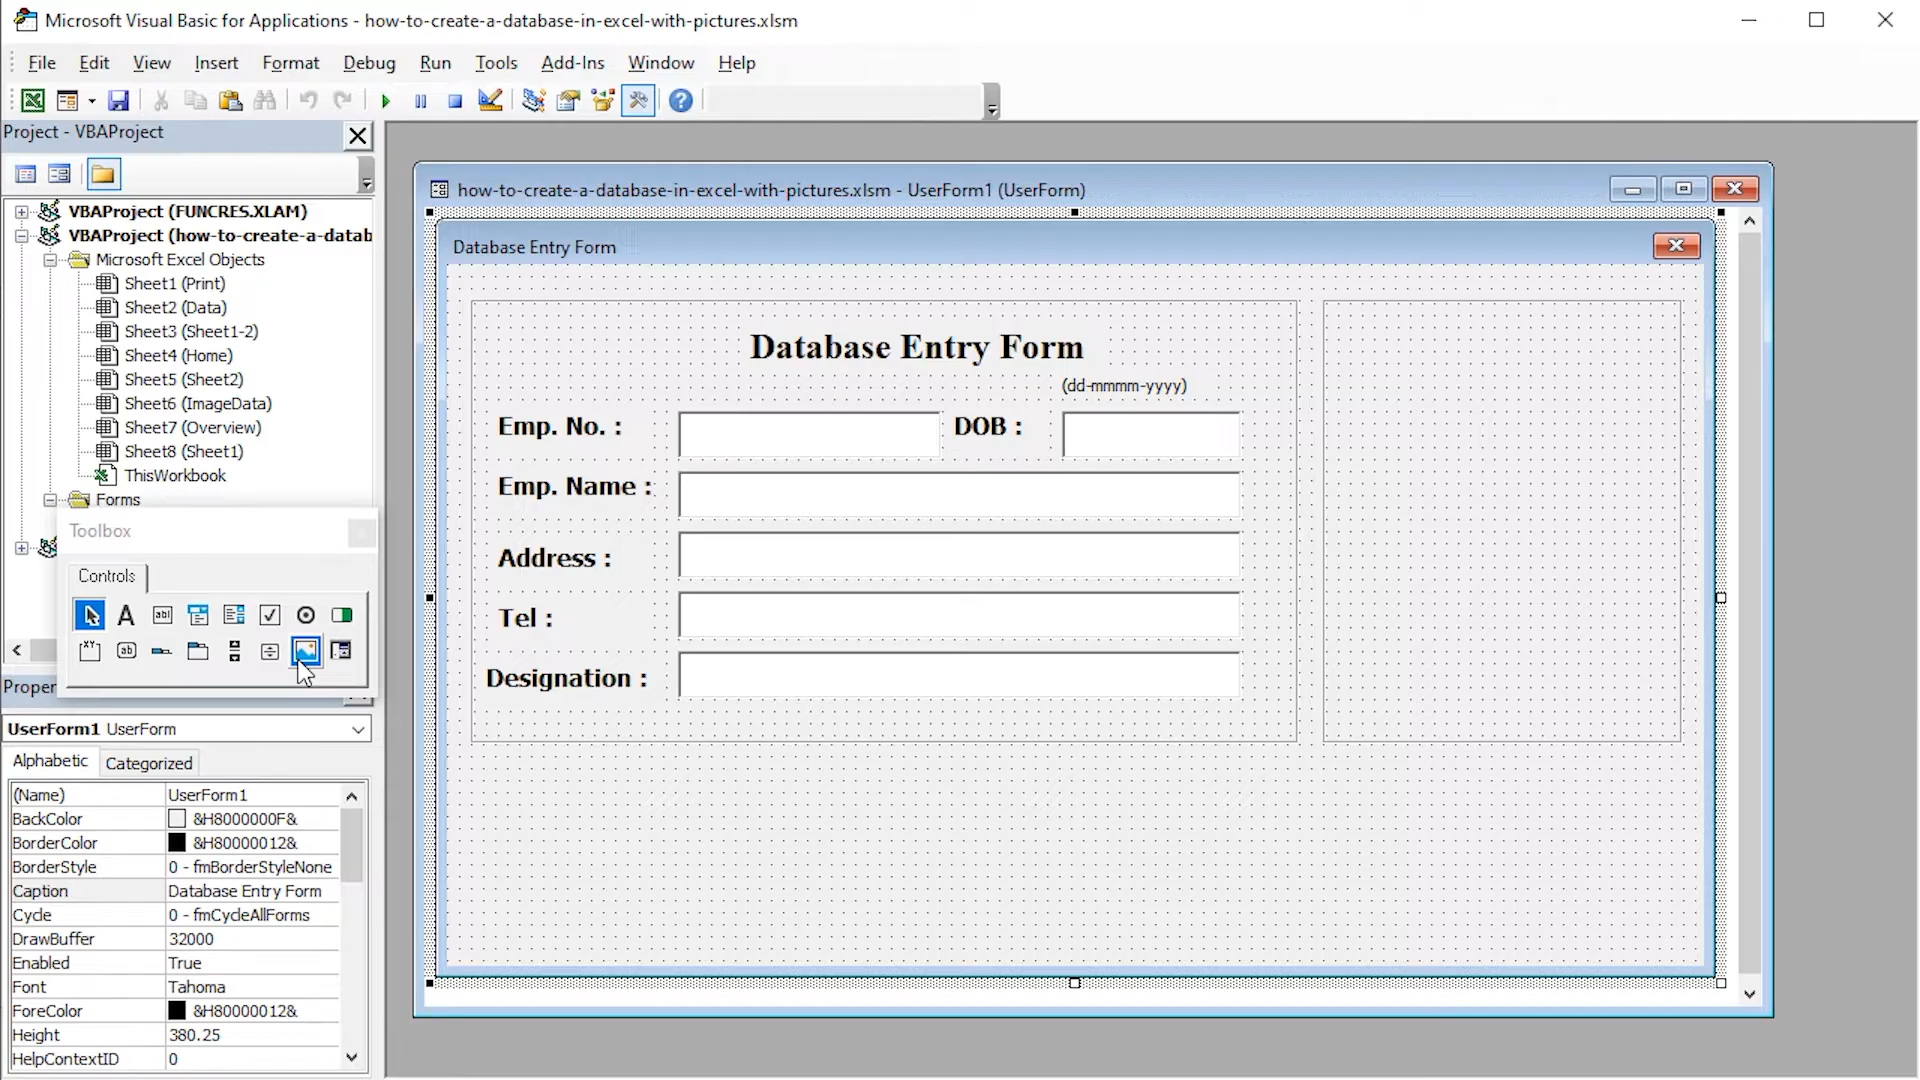 Microsoft Visual Basic for Applications - how-to-create-a-database-in-excel-with-pictures.xlsm
File Edit View Insert Format Debug Run Tools Add-Ins Window Help
Project - VBAProject
VBAProject (FUNCRES.XLAM)
VBAProject (how-to-create-a-datab
Microsoft Excel Objects
Sheet1 (Print)
Sheet2 (Data)
Sheet3 (Sheet1-2)
Sheet4 (Home)
Sheet5 (Sheet2)
Sheet6 (ImageData)
Sheet7 (Overview)
Sheet8 (Sheet1)
ThisWorkbook
Forms
Toolbox
Controls
A abl
XY ab
Proper
UserForm1 UserForm
Alphabetic Categorized
(Name) UserForm1
BackColor &H8000000F&
BorderColor &H80000012&
BorderStyle 0 - fmBorderStyleNone
Caption Database Entry Form
Cycle 0 - fmCycleAllForms
DrawBuffer 32000
Enabled True
Font Tahoma
ForeColor &H80000012&
Height 380.25
HelpContextID 0
how-to-create-a-database-in-excel-with-pictures.xlsm - UserForm1 (UserForm)
Database Entry Form
Database Entry Form
(dd-mmmm-yyyy)
Emp. No. : DOB :
Emp. Name :
Address :
Tel :
Designation :